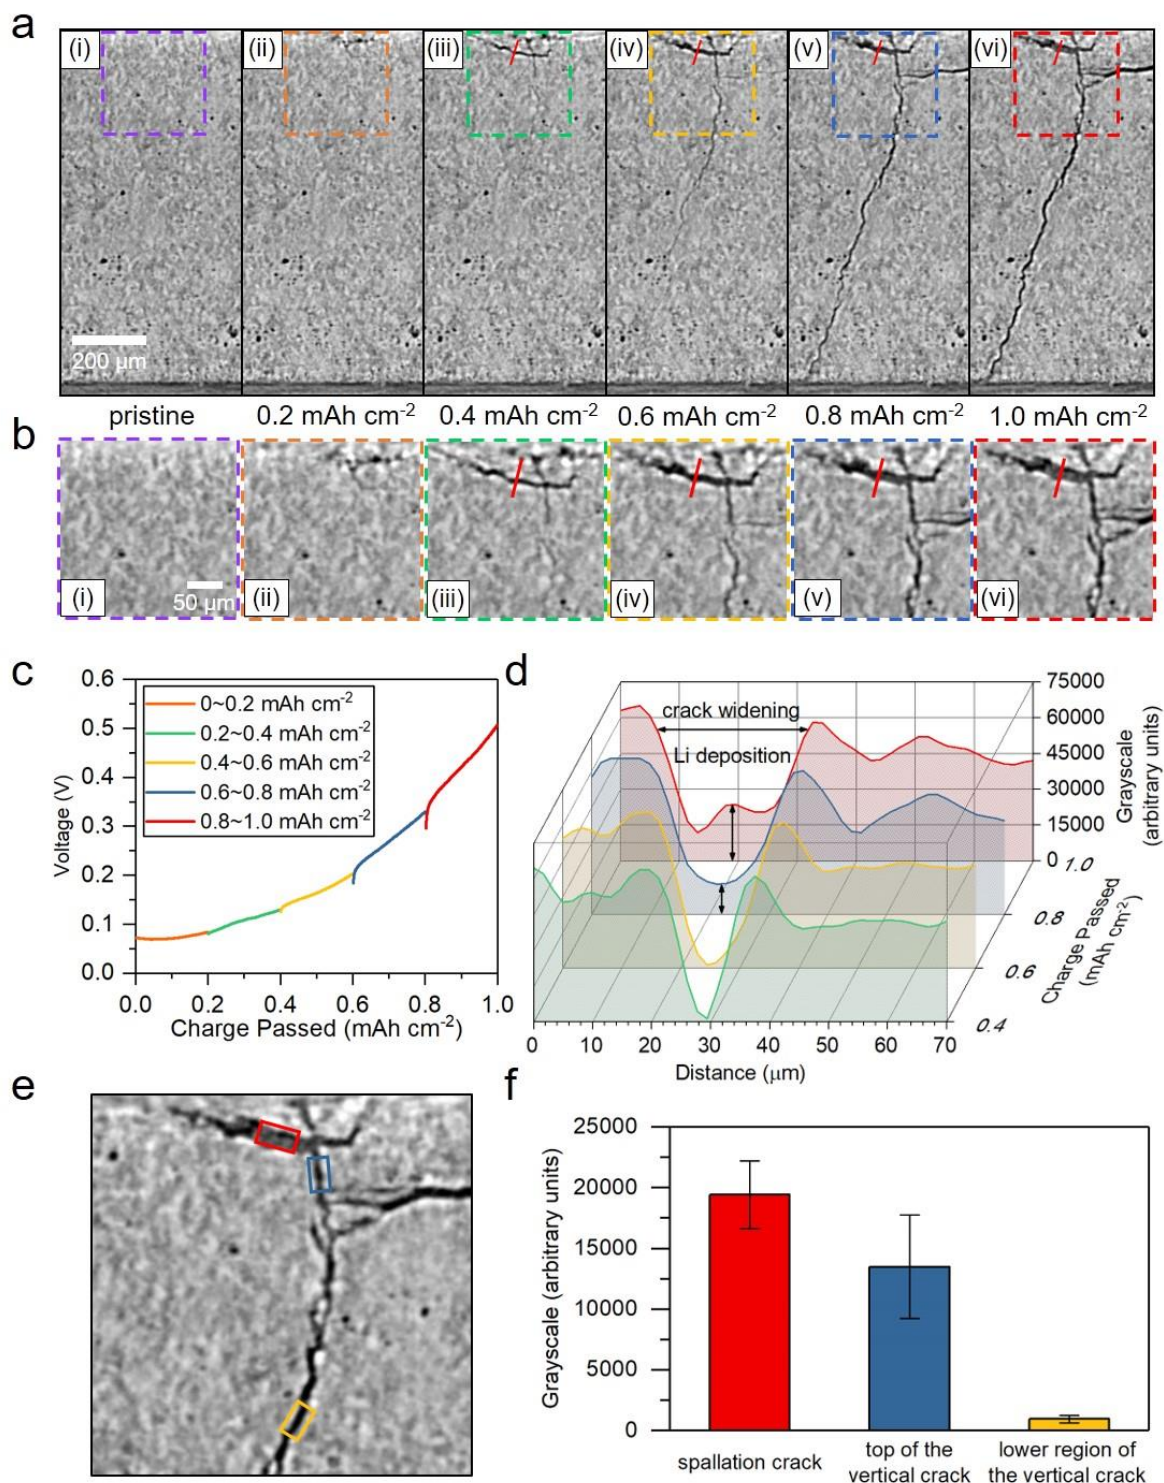 a
(i) (ii) (iii) (iv) (v) (vi)
200 μm
pristine 0.2 mAh cm-2 0.4 mAh cm-2 0.6 mAh cm-2 0.8 mAh cm-2 1.0 mAh cm-2
b
50 μm
(i) (ii) (iii) (iv) (v) (vi)
c
0.6
0.5
0.4
0.3
0.2
0.1
0.0
Voltage (V)
0~0.2 mAh cm-2
0.2~0.4 mAh cm-2
0.4~0.6 mAh cm-2
0.6~0.8 mAh cm-2
0.8~1.0 mAh cm-2
0.0 0.2 0.4 0.6 0.8 1.0
Charge Passed (mAh cm-2)
d
crack widening
Li deposition
75000
60000
45000
30000
15000
0
Grayscale
(arbitrary units)
1.0
0.8
0.6
0.4
Charge Passed
(mAh cm-2)
0 10 20 30 40 50 60 70
Distance (μm)
e
f
25000
20000
15000
10000
5000
0
Grayscale (arbitrary units)
spallation crack
top of the
vertical crack
lower region of
the vertical crack